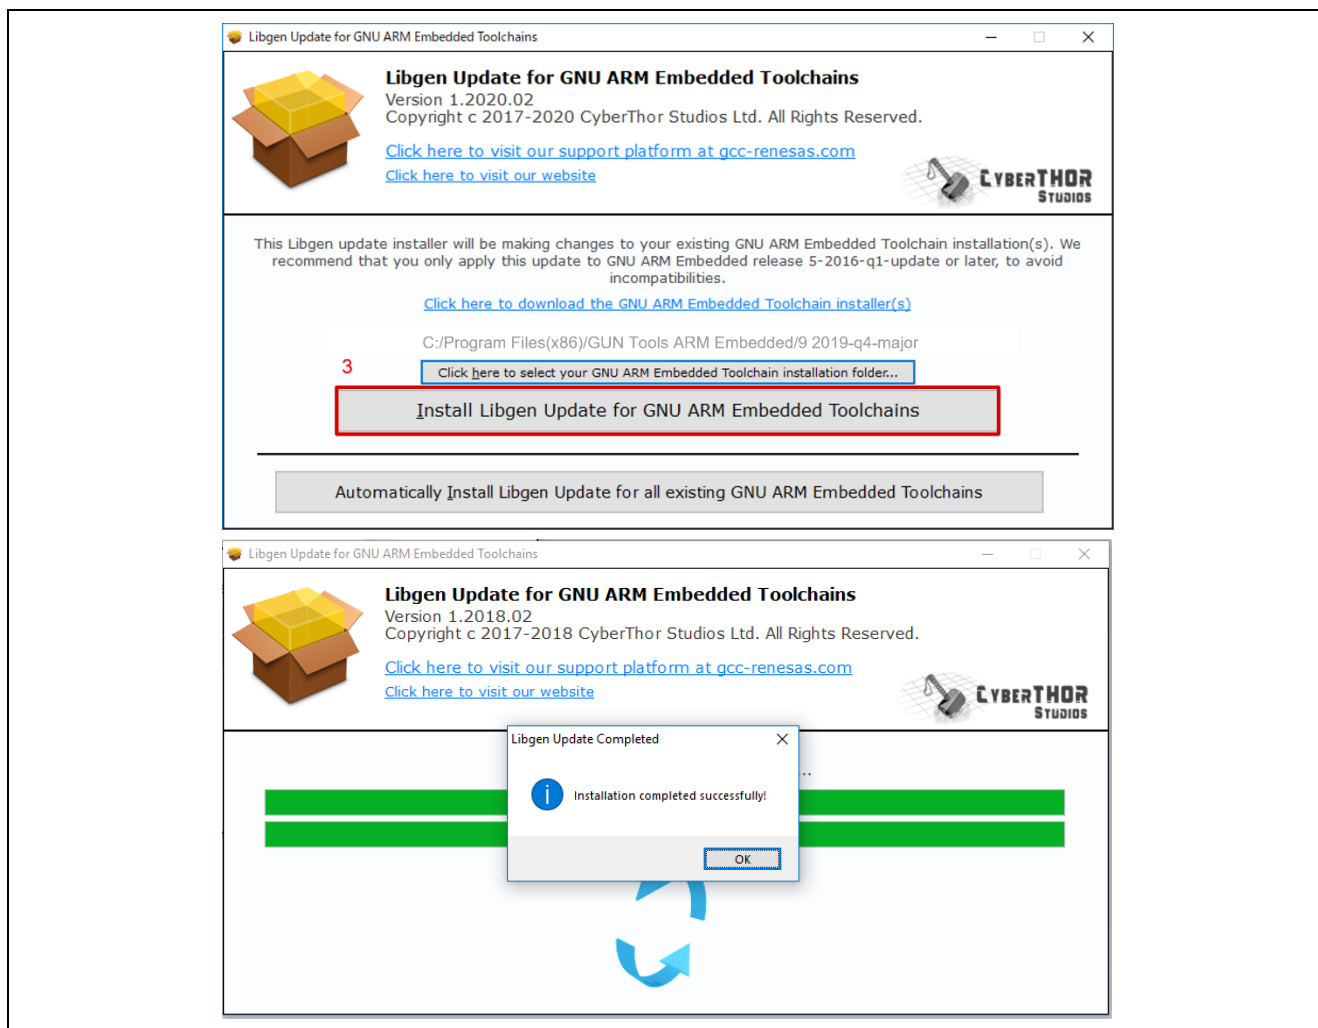 Libgen Update for GNU ARM Embedded Toolchains
Libgen Update for GNU ARM Embedded Toolchains
Version 1.2020.02
Copyright c 2017-2020 CyberThor Studios Ltd. All Rights Reserved.
Click here to visit our support platform at gcc-renesas.com
Click here to visit our website
CYBERTHOR
STUDIOS
This Libgen update installer will be making changes to your existing GNU ARM Embedded Toolchain installation(s). We
recommend that you only apply this update to GNU ARM Embedded release 5-2016-q1-update or later, to avoid
incompatibilities.
Click here to download the GNU ARM Embedded Toolchain installer(s)
C:/Program Files(x86)/GUN Tools ARM Embedded/9 2019-q4-major
3
Click here to select your GNU ARM Embedded Toolchain installation folder...
Install Libgen Update for GNU ARM Embedded Toolchains
Automatically Install Libgen Update for all existing GNU ARM Embedded Toolchains
Libgen Update for GNU ARM Embedded Toolchains
Libgen Update for GNU ARM Embedded Toolchains
Version 1.2018.02
Copyright c 2017-2018 CyberThor Studios Ltd. All Rights Reserved.
Click here to visit our support platform at gcc-renesas.com
Click here to visit our website
CYBERTHOR
STUDIOS
Libgen Update Completed
...
Installation completed successfully!
OK